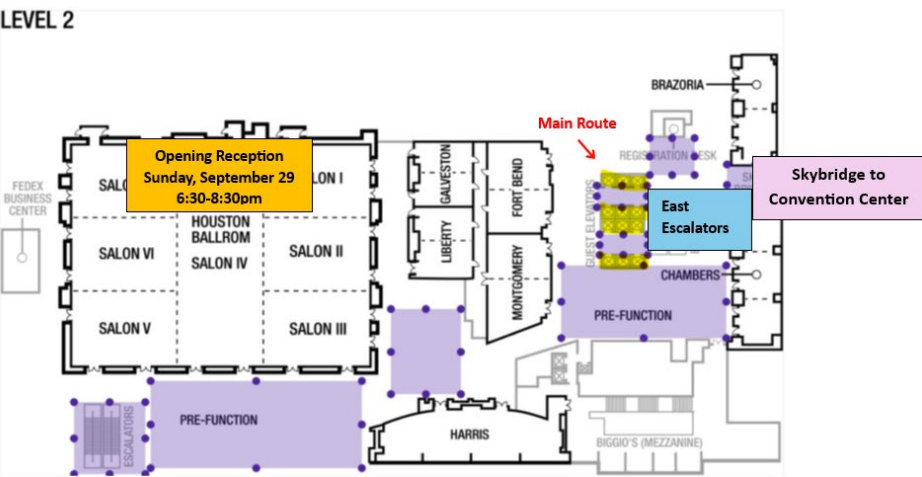 LEVEL 2
BRAZORIA
Main Route
REGISTRATION DESK
Opening Reception
Sunday, September 29
6:30-8:30pm
Skybridge to
Convention Center
GALVESTON
FORT BEND
FEDEX
BUSINESS
CENTER
GUEST ELEVATORS
East
Escalators
HOUSTON
BALLROM
SALON VI
SALON IV
SALON II
LIBERTY
MONTGOMERY
CHAMBERS
PRE-FUNCTION
SALON V
SALON III
PRE-FUNCTION
ESCALATORS
HARRIS
BIGGIO'S (MEZZANINE)